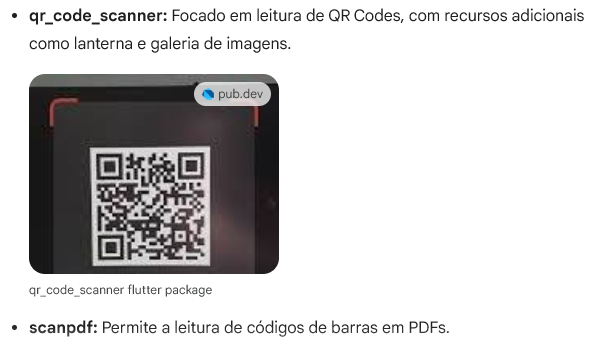 • qr_code_scanner: Focado em leitura de QR Codes, com recursos adicionais
como lanterna e galeria de imagens.
pub.dev
qr_code_scanner flutter package
• scanpdf: Permite a leitura de códigos de barras em PDFs.